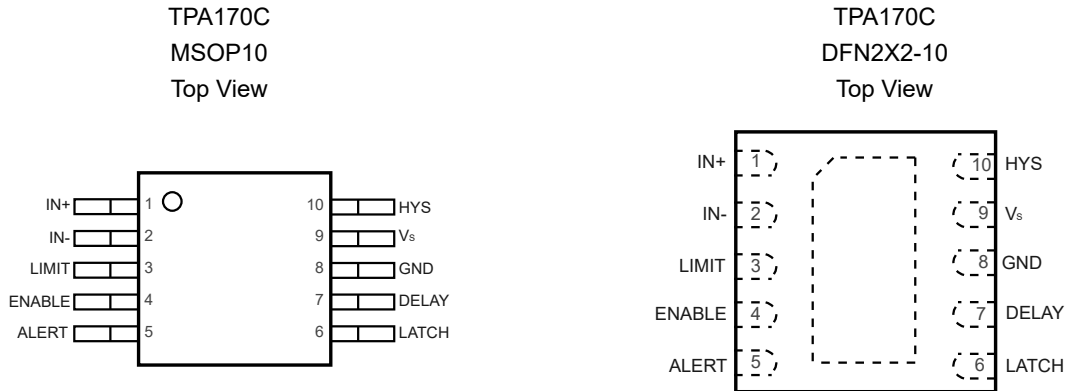 TPA170C
MSOP10
Top View
IN+ 1 10 HYS
IN- 2 9 Vs
LIMIT 3 8 GND
ENABLE 4 7 DELAY
ALERT 5 6 LATCH
TPA170C
DFN2X2-10
Top View
IN+ 1 10 HYS
IN- 2 9 Vs
LIMIT 3 8 GND
ENABLE 4 7 DELAY
ALERT 5 6 LATCH